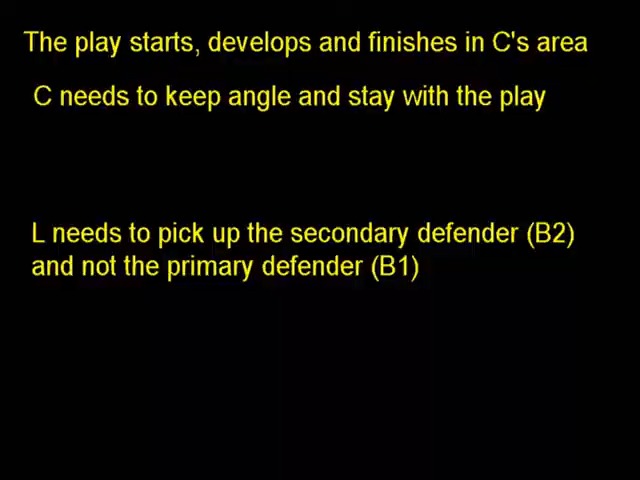 The play starts, develops and finishes in C's area
C needs to keep angle and stay with the play
L needs to pick up the secondary defender (B2)
and not the primary defender (B1)